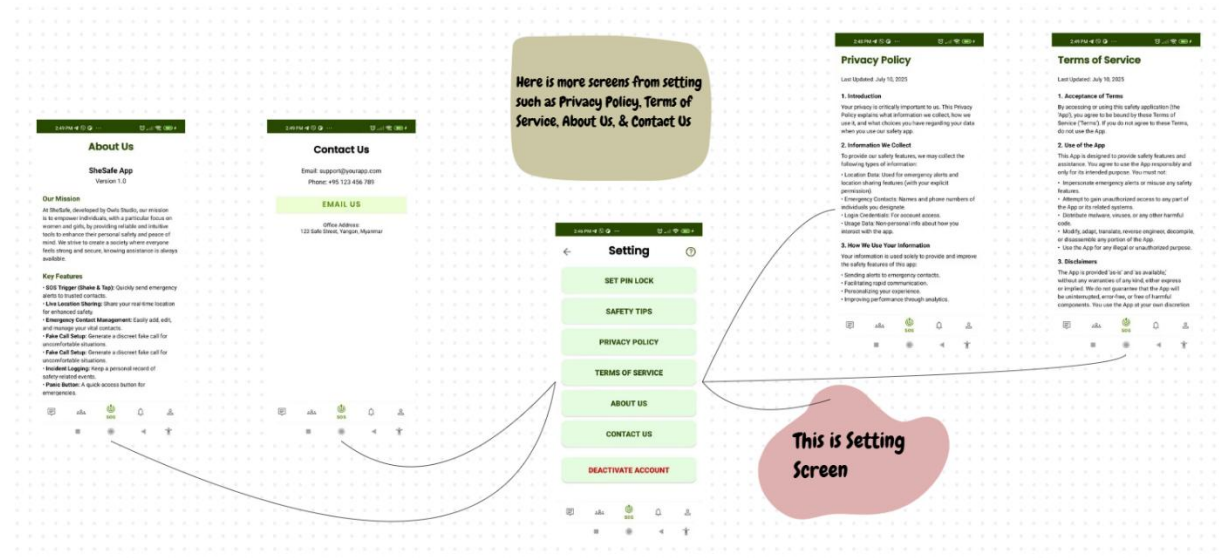 Here is more screens from setting
such as Privacy Policy, Terms of
Service, About Us, & Contact Us
2:49 PM
About Us
SheSafe App
Version 1.0
Our Mission
At SheSafe, developed by Owls Studio, our mission
is to empower individuals, with a particular focus on
women and girls, by providing reliable and intuitive
tools to enhance their personal safety and peace of
mind. We strive to create a society where everyone
feels strong and secure, knowing assistance is always
available.
Key Features
• SOS Trigger (Shake & Tap): Quickly send emergency
alerts to trusted contacts.
• Live Location Sharing: Share your real-time location
for enhanced safety.
• Emergency Contact Management: Easily add, edit,
and manage your vital contacts.
• Fake Call Setup: Generate a discreet fake call for
uncomfortable situations.
• Fake Call Setup: Generate a discreet fake call for
uncomfortable situations.
• Incident Logging: Keep a personal record of
safety-related events.
• Panic Button: A quick-access button for
emergencies.
SOS
2:49 PM
Contact Us
Email: support@yourapp.com
Phone: +95 123 456 789
EMAIL US
Office Address:
123 Safe Street, Yangon, Myanmar
SOS
2:48 PM
Setting
SET PIN LOCK
SAFETY TIPS
PRIVACY POLICY
TERMS OF SERVICE
ABOUT US
CONTACT US
DEACTIVATE ACCOUNT
SOS
2:48 PM
Privacy Policy
Last Updated: July 10, 2025
1. Introduction
Your privacy is critically important to us. This Privacy
Policy explains what information we collect, how we
use it, and what choices you have regarding your data
when you use our safety app.
2. Information We Collect
To provide our safety features, we may collect the
following types of information:
• Location Data: Used for emergency alerts and
location sharing features (with your explicit
permission).
• Emergency Contacts: Names and phone numbers of
individuals you designate.
• Login Credentials: For account access.
• Usage Data: Non-personal info about how you
interact with the app.
3. How We Use Your Information
Your information is used solely to provide and improve
the safety features of this app:
• Sending alerts to emergency contacts.
• Facilitating rapid communication.
• Personalizing your experience.
• Improving performance through analytics.
SOS
2:49 PM
Terms of Service
Last Updated: July 10, 2025
1. Acceptance of Terms
By accessing or using this safety application (the
'App'), you agree to be bound by these Terms of
Service ('Terms'). If you do not agree to these Terms,
do not use the App.
2. Use of the App
This App is designed to provide safety features and
assistance. You agree to use the App responsibly and
only for its intended purpose. You must not:
• Impersonate emergency alerts or misuse any safety
features.
• Attempt to gain unauthorized access to any part of
the App or its related systems.
• Distribute malware, viruses, or any other harmful
code.
• Modify, adapt, translate, reverse engineer, decompile,
or disassemble any portion of the App.
• Use the App for any illegal or unauthorized purpose.
3. Disclaimers
The App is provided 'as-is' and 'as available,'
without any warranties of any kind, either express
or implied. We do not guarantee that the App will
be uninterrupted, error-free, or free of harmful
components. You use the App at your own discretion
SOS
This is Setting
Screen